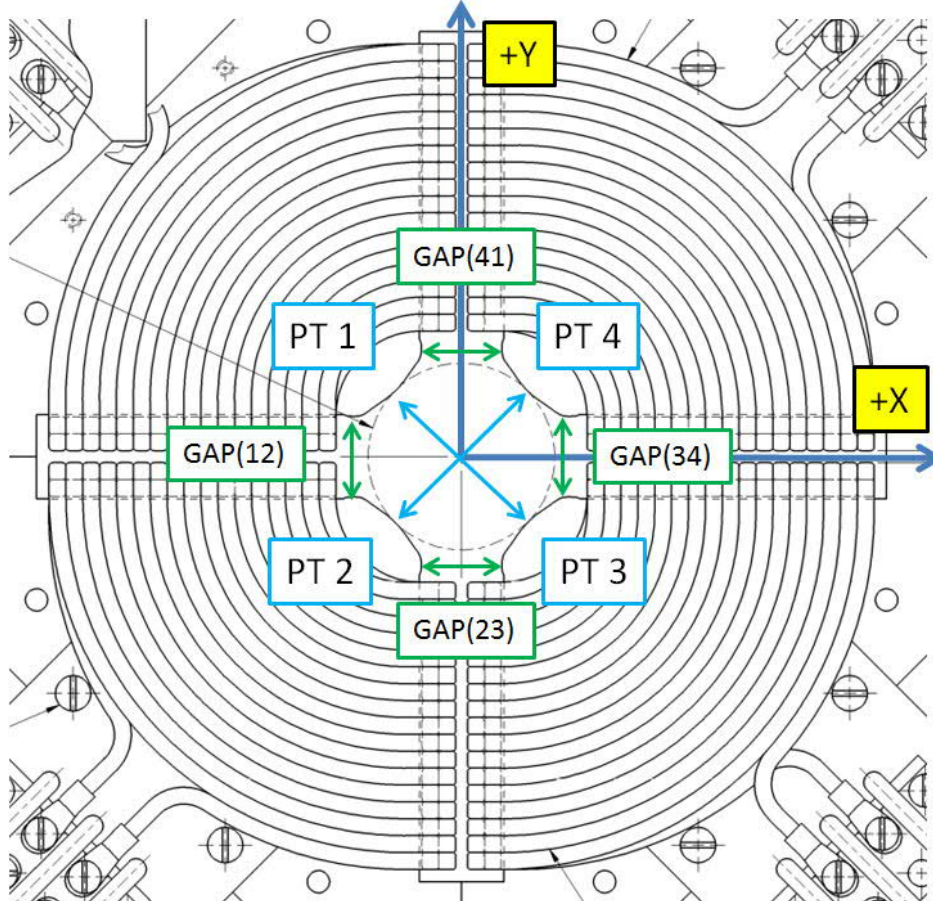 +Y
GAP(41)
PT 1
PT 4
+X
GAP(12)
GAP(34)
PT 2
PT 3
GAP(23)